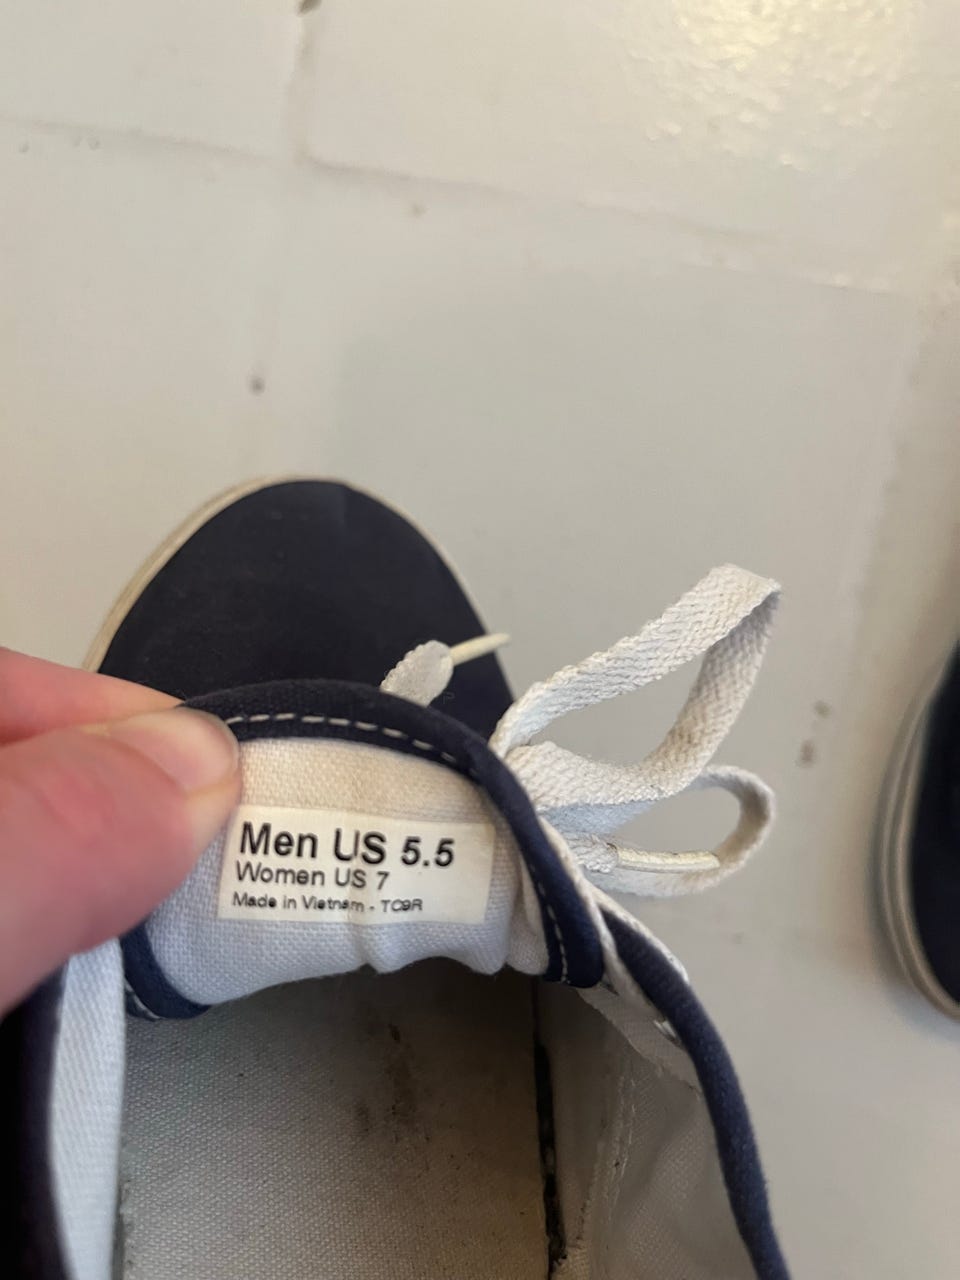 Men US 5.5
Women US 7
Made in Vietnam - TC9R